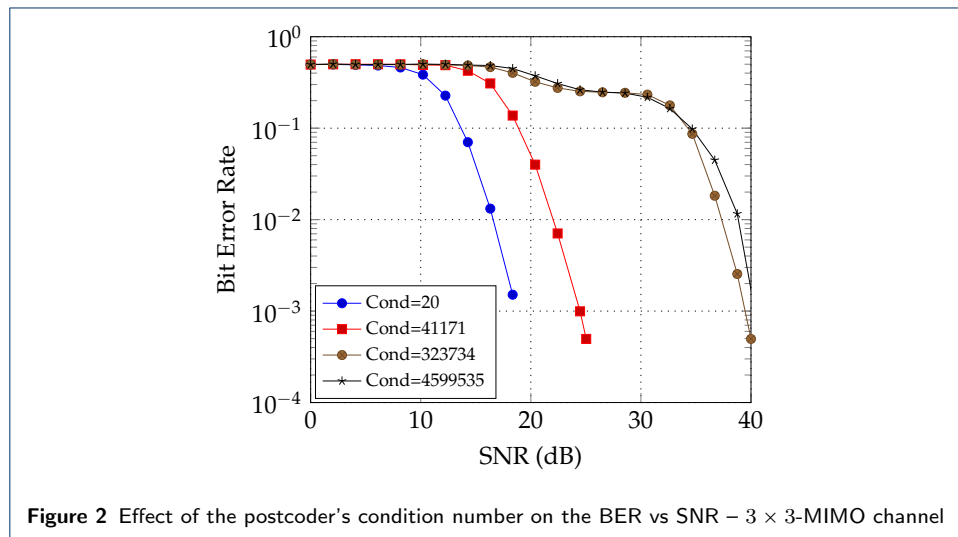 10⁰
10⁻¹
10⁻²
10⁻³
10⁻⁴
Bit Error Rate
Cond=20
Cond=41171
Cond=323734
Cond=4599535
0
10
20
30
40
SNR (dB)
Figure 2 Effect of the postcoder's condition number on the BER vs SNR – 3 × 3-MIMO channel